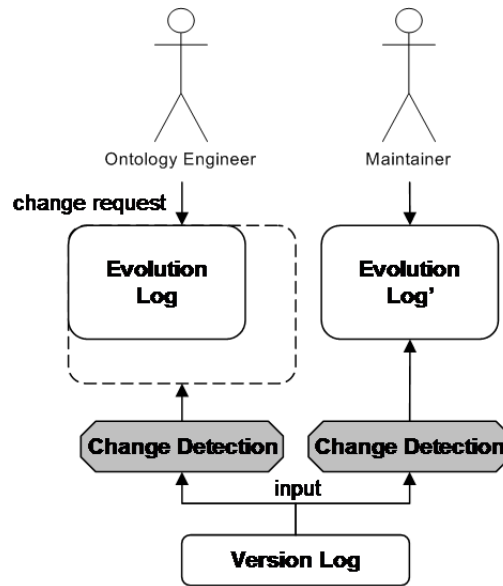 Ontology Engineer
Maintainer
change request
Evolution
Log
Evolution
Log’
Change Detection
Change Detection
input
Version Log